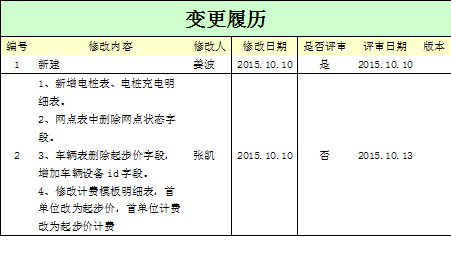 变更履历
编号 修改内容 修改人 修改日期 是否评审 评审日期 版本
1 新建 姜波 2015.10.10 是 2015.10.10
2 1、新增电桩表、电桩充电明
细表。
2、网点表中删除网点状态字
段。
3、车辆表删除起步价字段， 张凯 2015.10.10 否 2015.10.13
增加车辆设备id字段。
4、修改计费模板明细表，首
单位改为起步价，首单位计费
改为起步价计费